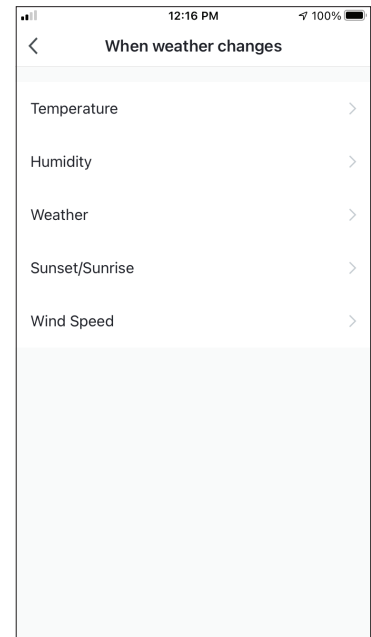 12:16 PM 100%
When weather changes
Temperature
Humidity
Weather
Sunset/Sunrise
Wind Speed